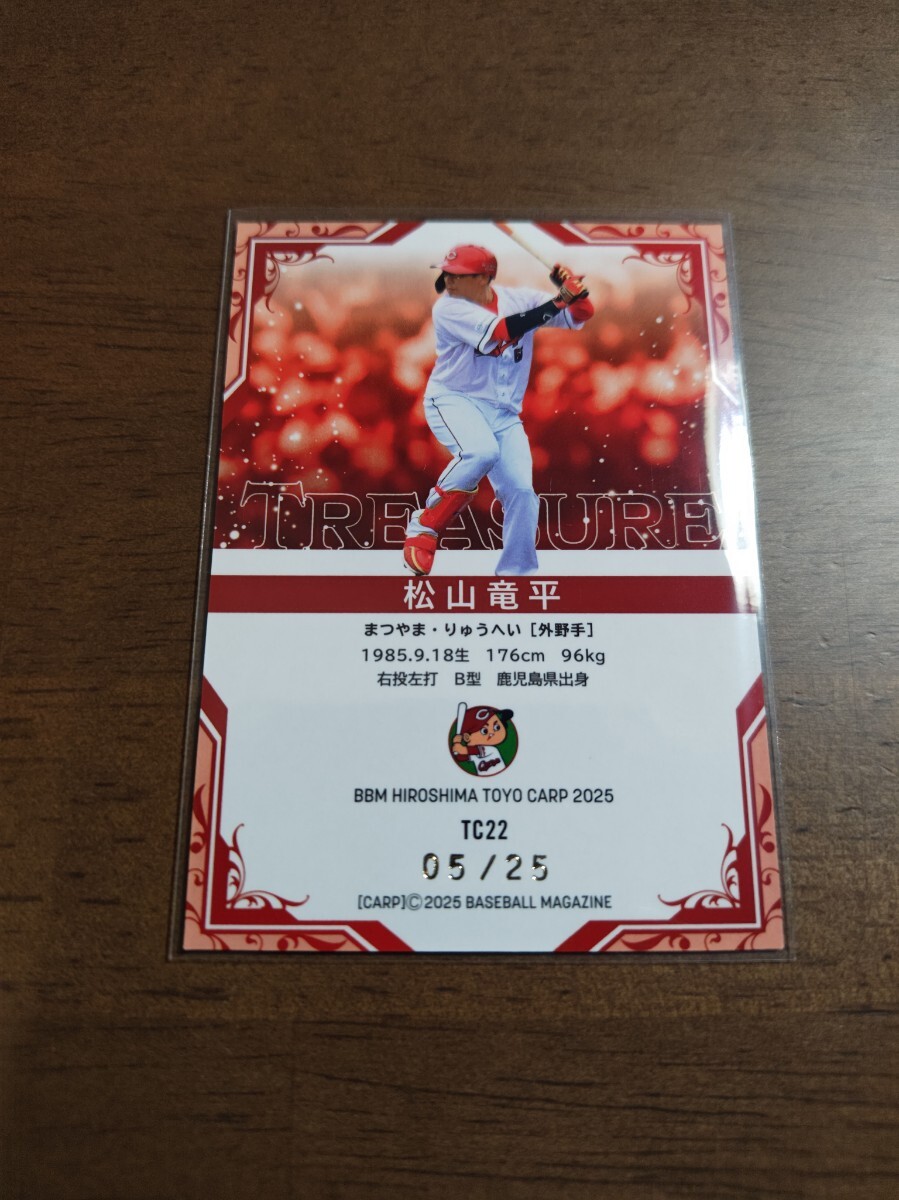 TREASURE
松山竜平
まつやま・りゅうへい［外野手］
1985.9.18生　176cm　96kg
右投左打　B型　鹿児島県出身
BBM HIROSHIMA TOYO CARP 2025
TC22
05/25
[CARP]Ⓒ2025 BASEBALL MAGAZINE